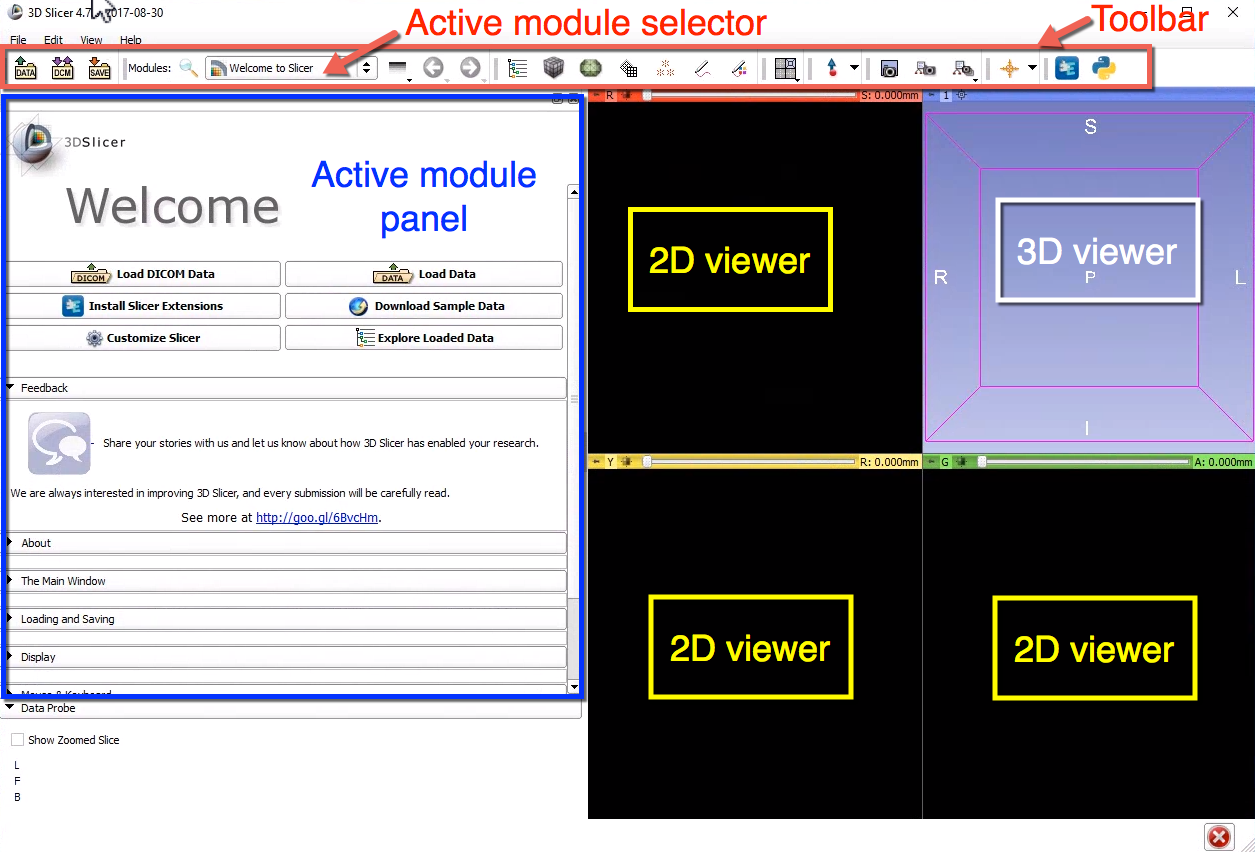 3D Slicer 4.7 2017-08-30
Active module selector
Toolbar
File Edit View Help
DATA DCM SAVE Modules: Welcome to Slicer
R S: 0.000mm
1
3DSlicer
Welcome
Active module
panel
DICOM Load DICOM Data
DATA Load Data
Install Slicer Extensions
Download Sample Data
Customize Slicer
Explore Loaded Data
Feedback
Share your stories with us and let us know about how 3D Slicer has enabled your research.
We are always interested in improving 3D Slicer, and every submission will be carefully read.
See more at http://goo.gl/6BvcHm.
About
The Main Window
Loading and Saving
Display
Mouse & Keyboard
Data Probe
Show Zoomed Slice
L
F
B
2D viewer
S
3D viewer
R P L
I
Y R: 0.000mm
G A: 0.000mm
2D viewer
2D viewer